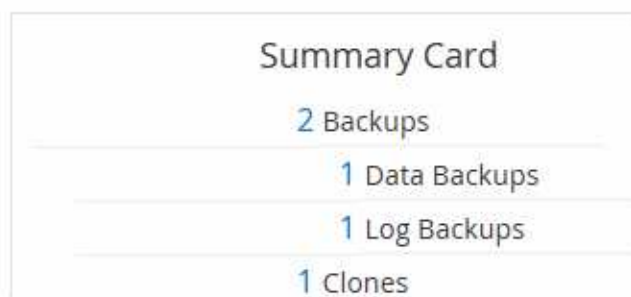 Summary Card
2 Backups
1 Data Backups
1 Log Backups
1 Clones